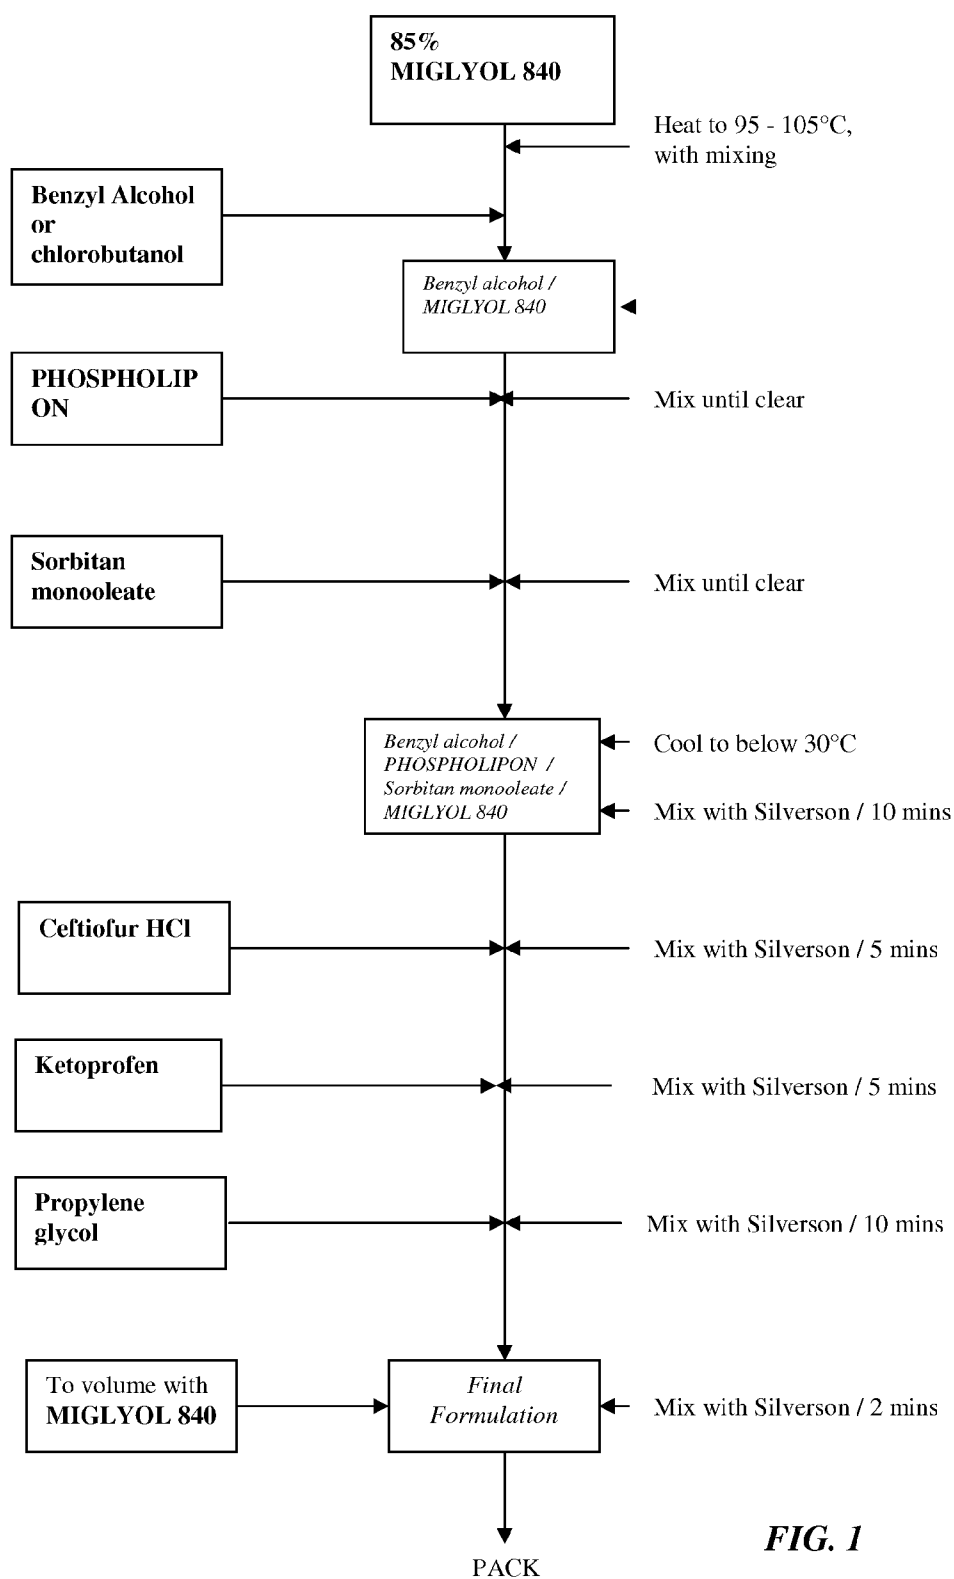 85%
MIGLYOL 840
Heat to 95 - 105°C,
with mixing
Benzyl Alcohol
or
chlorobutanol
Benzyl alcohol /
MIGLYOL 840
PHOSPHOLIP
ON
Mix until clear
Sorbitan
monooleate
Mix until clear
Benzyl alcohol /
PHOSPHOLIPON /
Sorbitan monooleate /
MIGLYOL 840
Cool to below 30°C
Mix with Silverson / 10 mins
Ceftiofur HCl
Mix with Silverson / 5 mins
Ketoprofen
Mix with Silverson / 5 mins
Propylene
glycol
Mix with Silverson / 10 mins
To volume with
MIGLYOL 840
Final
Formulation
Mix with Silverson / 2 mins
FIG. 1
PACK